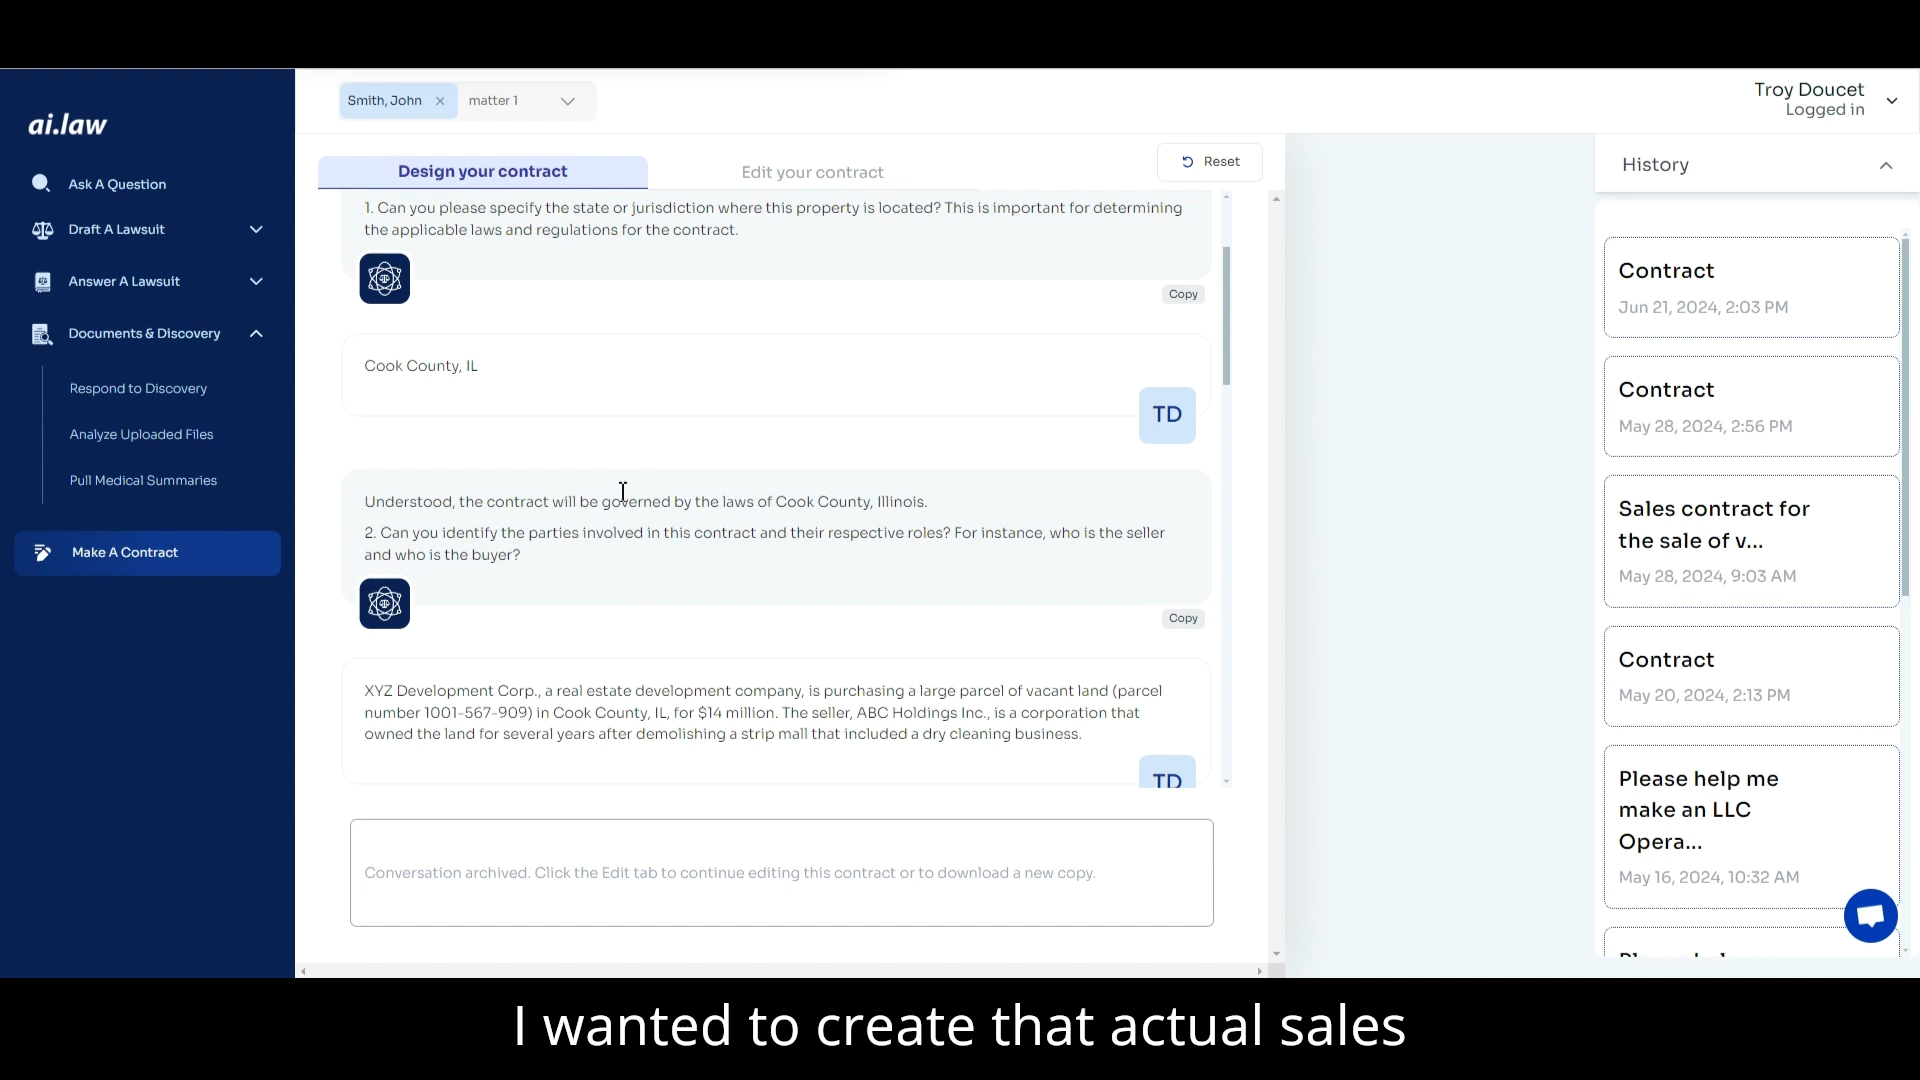 ai.law
Ask A Question
Draft A Lawsuit
Answer A Lawsuit
Documents & Discovery
Respond to Discovery
Analyze Uploaded Files
Pull Medical Summaries
Make A Contract
Smith, John ×
matter 1
Troy Doucet
Logged in
Design your contract
Edit your contract
Reset
1. Can you please specify the state or jurisdiction where this property is located? This is important for determining
the applicable laws and regulations for the contract.
Copy
Cook County, IL
TD
Understood, the contract will be governed by the laws of Cook County, Illinois.
2. Can you identify the parties involved in this contract and their respective roles? For instance, who is the seller
and who is the buyer?
Copy
XYZ Development Corp., a real estate development company, is purchasing a large parcel of vacant land (parcel
number 1001-567-909) in Cook County, IL, for $14 million. The seller, ABC Holdings Inc., is a corporation that
owned the land for several years after demolishing a strip mall that included a dry cleaning business.
TD
Conversation archived. Click the Edit tab to continue editing this contract or to download a new copy.
History
Contract
Jun 21, 2024, 2:03 PM
Contract
May 28, 2024, 2:56 PM
Sales contract for
the sale of v...
May 28, 2024, 9:03 AM
Contract
May 20, 2024, 2:13 PM
Please help me
make an LLC
Opera...
May 16, 2024, 10:32 AM
I wanted to create that actual sales